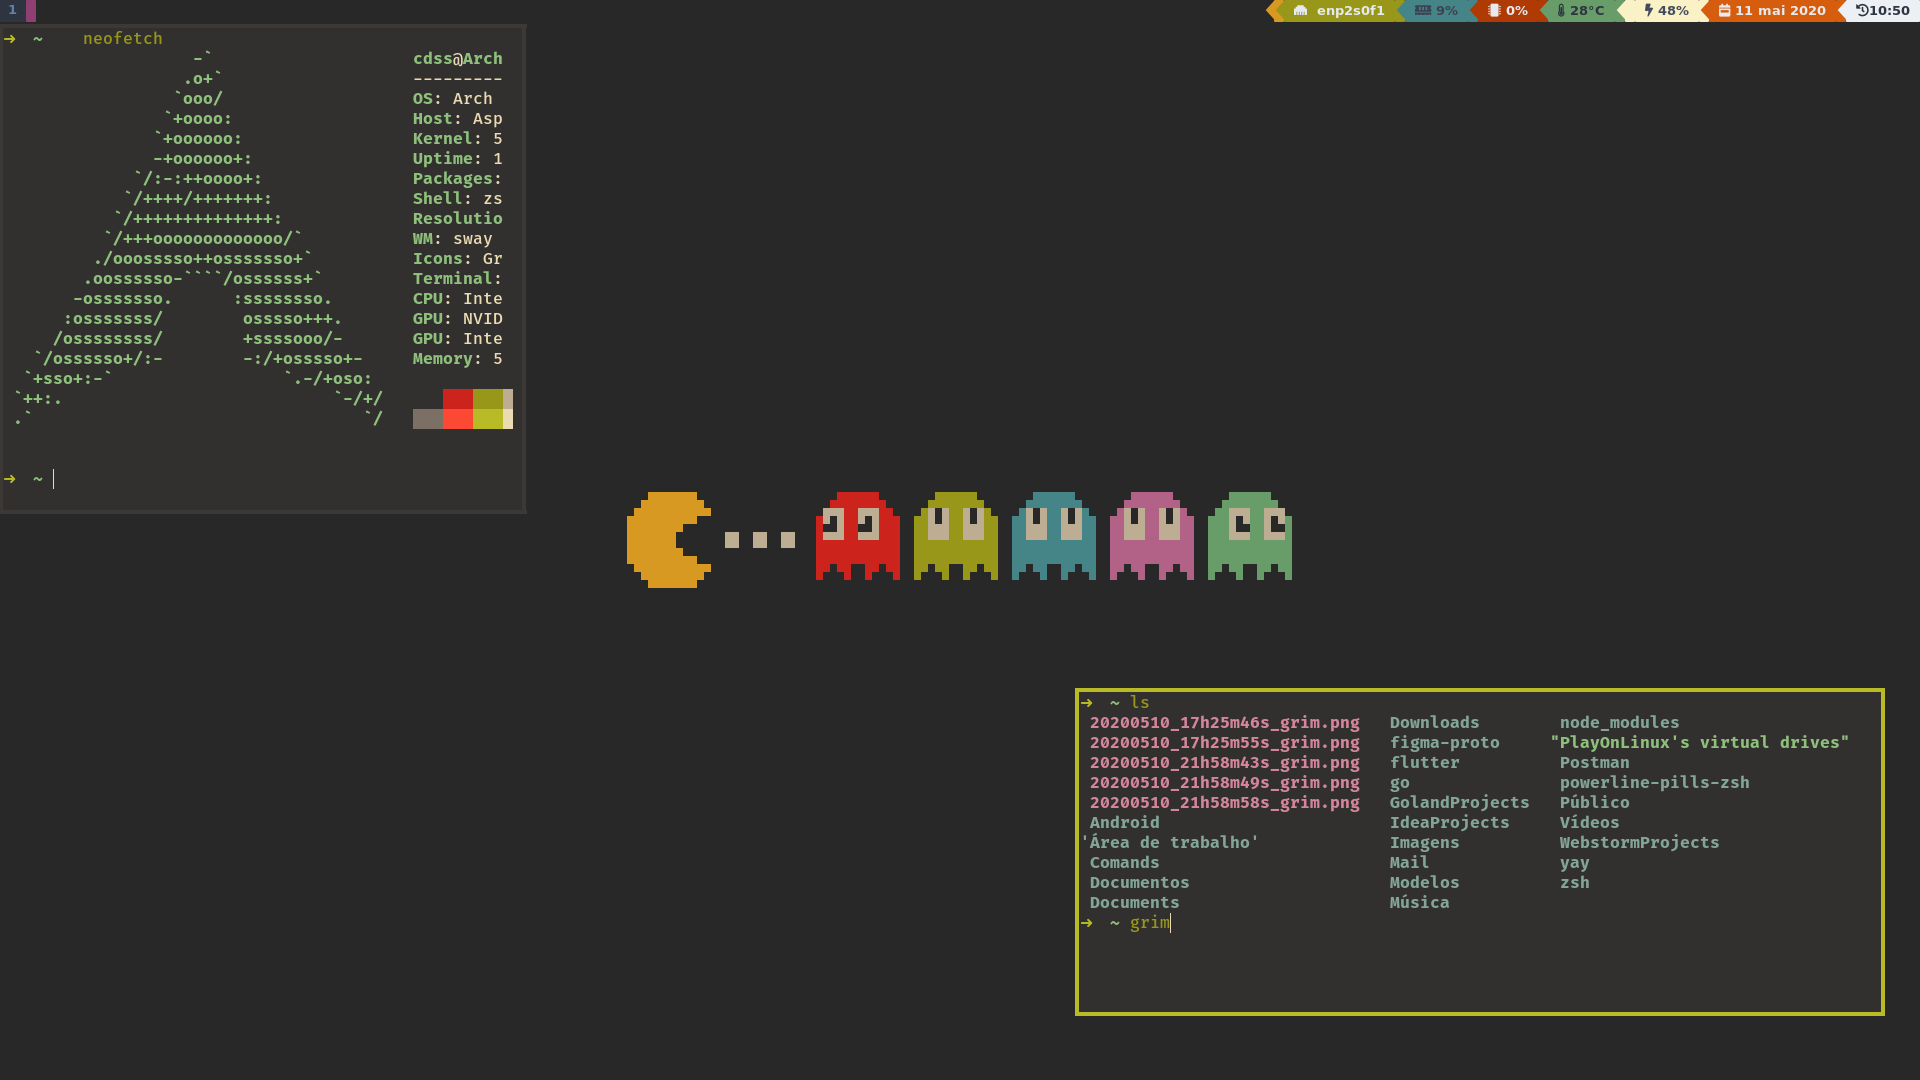 1 enp2s0f1 9% 0% 28°C 48% 11 mai 2020 10:50
➜ ~ neofetch
-`
.o+`
`ooo/
`+oooo:
`+oooooo:
-+oooooo+:
`/:-:++oooo+:
`/++++/+++++++:
`/++++++++++++++:
`/+++ooooooooooooo/`
./ooosssso++osssssso+`
.oossssso-````/ossssss+`
-osssssso. :ssssssso.
:osssssss/ osssso+++.
/ossssssss/ +ssssooo/-
`/ossssso+/:- -:/+osssso+-
`+sso+:-` `.-/+oso:
`++:. `-/+/
.` `/
cdss@Arch
---------
OS: Arch
Host: Asp
Kernel: 5
Uptime: 1
Packages:
Shell: zs
Resolutio
WM: sway
Icons: Gr
Terminal:
CPU: Inte
GPU: NVID
GPU: Inte
Memory: 5
➜ ~
➜ ~ ls
20200510_17h25m46s_grim.png Downloads node_modules
20200510_17h25m55s_grim.png figma-proto "PlayOnLinux's virtual drives"
20200510_21h58m43s_grim.png flutter Postman
20200510_21h58m49s_grim.png go powerline-pills-zsh
20200510_21h58m58s_grim.png GolandProjects Público
Android IdeaProjects Vídeos
'Área de trabalho' Imagens WebstormProjects
Comands Mail yay
Documentos Modelos zsh
Documents Música
➜ ~ grim